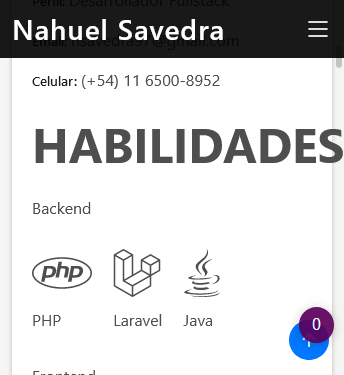 Perfil: Desarrollador Fullstack
Nahuel Savedra
Email: nsavedra97@gmail.com
Celular: (+54) 11 6500-8952
HABILIDADES
Backend
php
PHP Laravel Java
0
Frontend